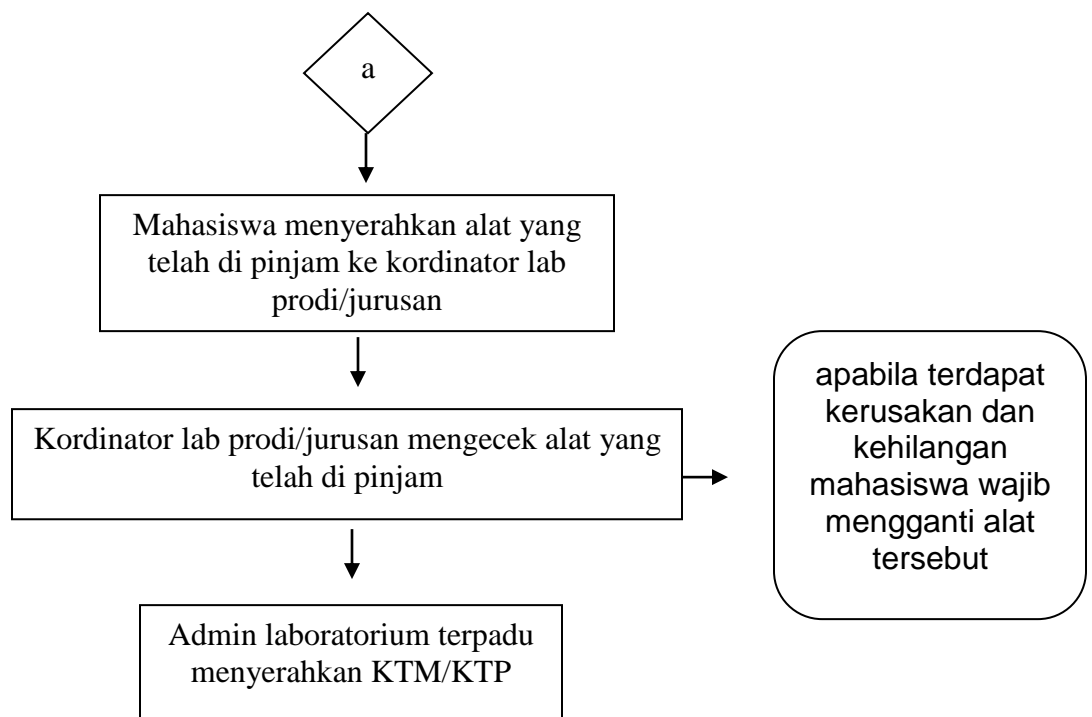 a
Mahasiswa menyerahkan alat yang
telah di pinjam ke kordinator lab
prodi/jurusan
Kordinator lab prodi/jurusan mengecek alat yang
telah di pinjam
apabila terdapat
kerusakan dan
kehilangan
mahasiswa wajib
mengganti alat
tersebut
Admin laboratorium terpadu
menyerahkan KTM/KTP